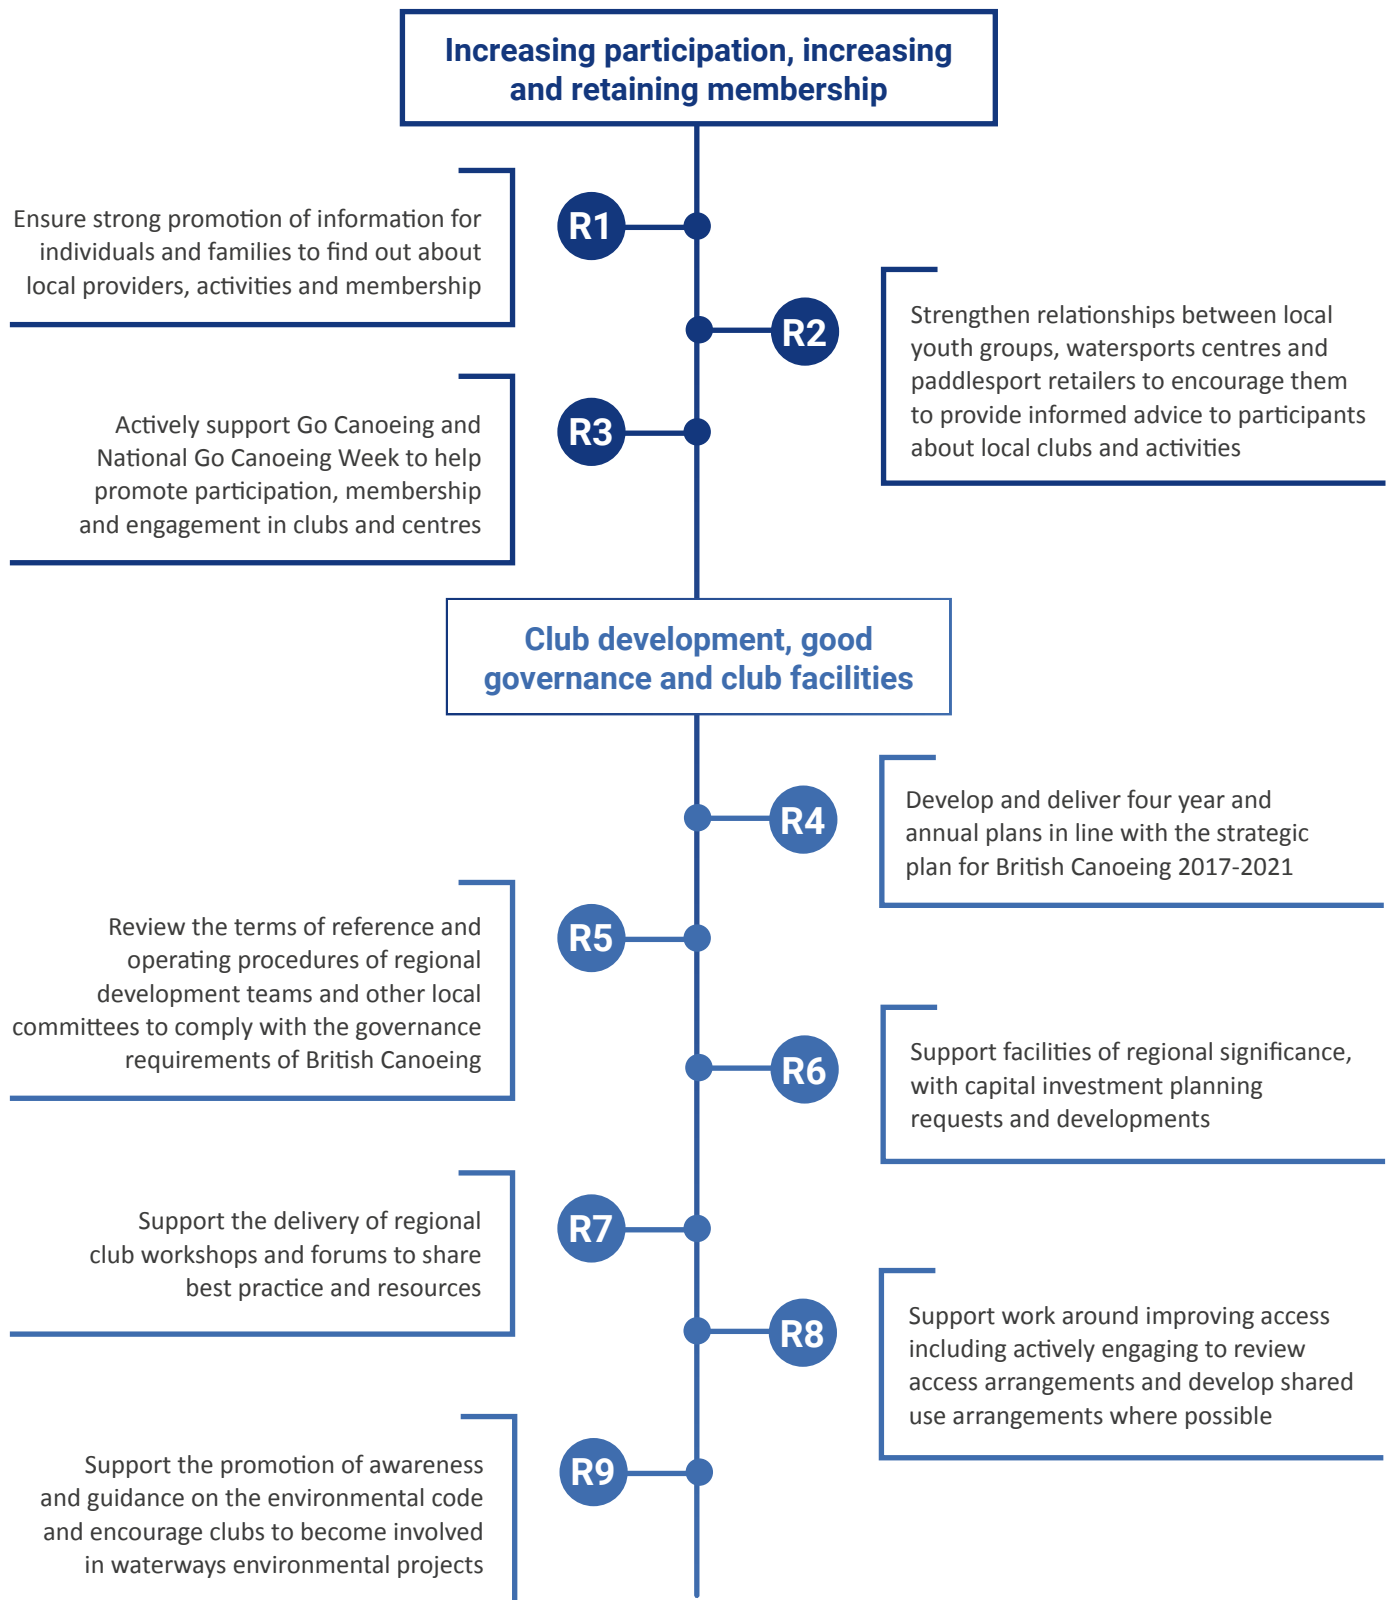 Increasing participation, increasing
and retaining membership
R1
Ensure strong promotion of information for
individuals and families to find out about
local providers, activities and membership
R2
Strengthen relationships between local
youth groups, watersports centres and
paddlesport retailers to encourage them
to provide informed advice to participants
about local clubs and activities
R3
Actively support Go Canoeing and
National Go Canoeing Week to help
promote participation, membership
and engagement in clubs and centres
Club development, good
governance and club facilities
R4
Develop and deliver four year and
annual plans in line with the strategic
plan for British Canoeing 2017-2021
R5
Review the terms of reference and
operating procedures of regional
development teams and other local
committees to comply with the governance
requirements of British Canoeing
R6
Support facilities of regional significance,
with capital investment planning
requests and developments
R7
Support the delivery of regional
club workshops and forums to share
best practice and resources
R8
Support work around improving access
including actively engaging to review
access arrangements and develop shared
use arrangements where possible
R9
Support the promotion of awareness
and guidance on the environmental code
and encourage clubs to become involved
in waterways environmental projects